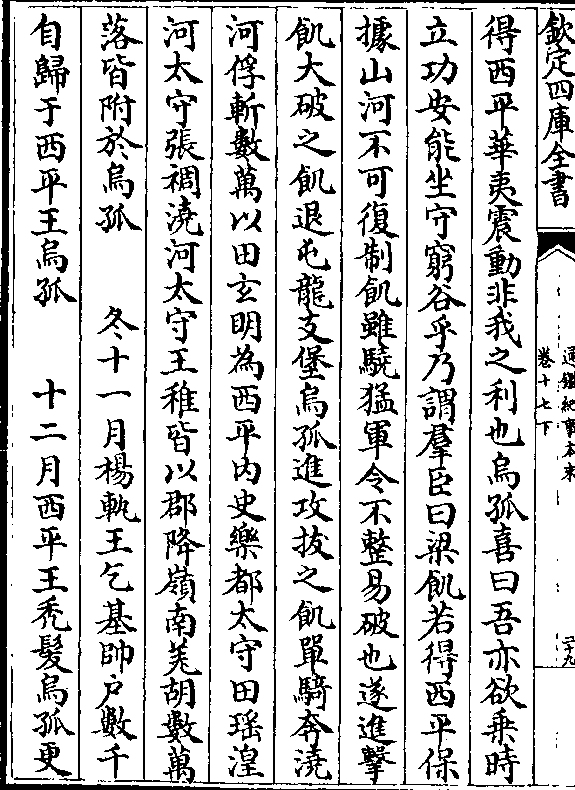 欽定四庫全書
通鑑紀事本末
卷十七下
二十九
得西平華夷震動非我之利也烏孤喜曰吾亦欲乗時
立功安能坐守窮谷乎乃謂羣臣曰梁飢若得西平保
據山河不可復制飢雖驍猛軍令不整易破也遂進擊
飢大破之飢退屯龍支堡烏孤進攻拔之飢單騎奔澆
河俘斬數萬以田玄明為西平内史樂都太守田瑶湟
河太守張裯澆河太守王稚皆以郡降嶺南羌胡數萬
落皆附於烏孤 冬十一月楊軌王乞基帥户數千
自歸于西平王烏孤 十二月西平王秃髮烏孤更